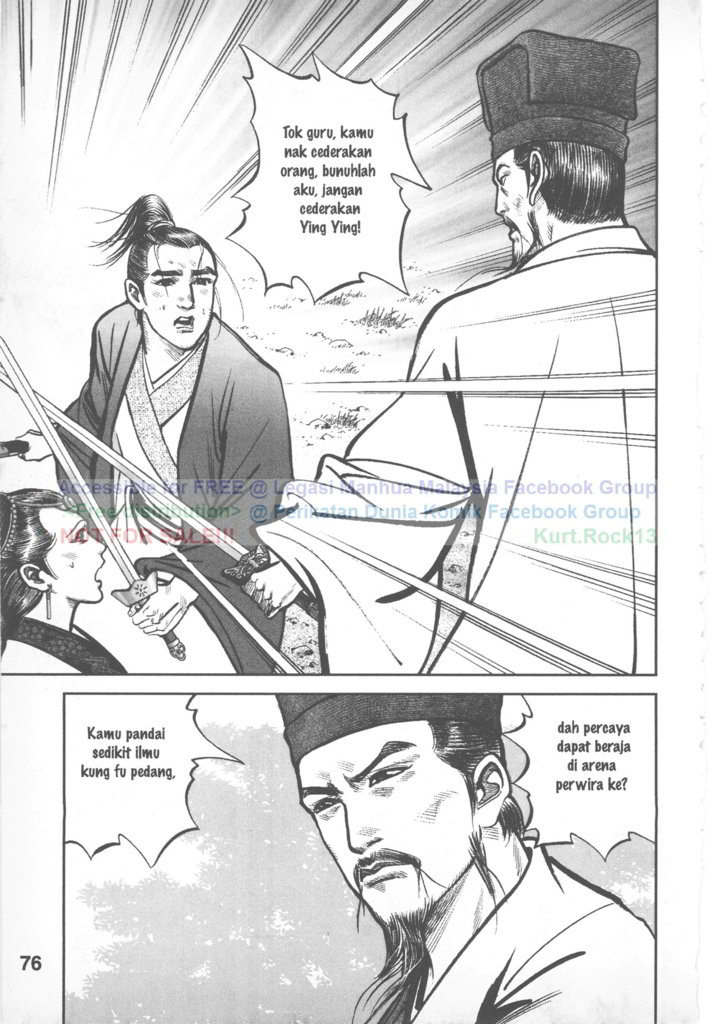 Tok guru, kamu
nak cederakan
orang, bunuhlah
aku, jangan
cederakan
Ying Ying!
Accessible for FREE @ Legasi Manhua Malaysia Facebook Group
<Free distribution> @ Perikatan Dunia Komik Facebook Group
NOT FOR SALE!!!
Kurt.Rock13
Kamu pandai
sedikit ilmu
kung fu pedang,
dah percaya
dapat beraja
di arena
perwira ke?
76